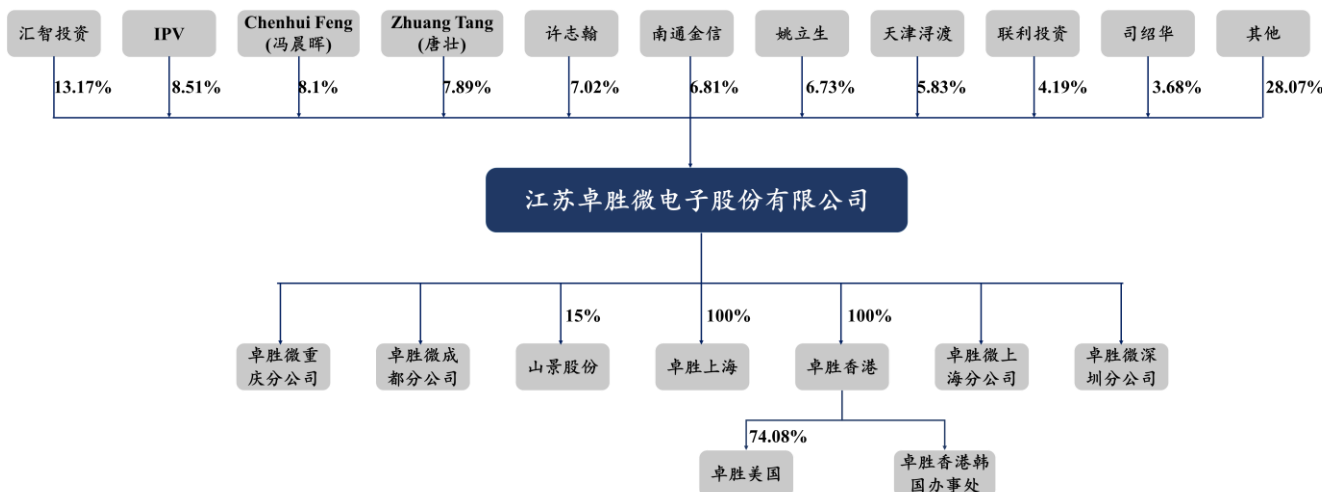 汇智投资
IPV
Chenhui Feng
(冯晨晖)
Zhuang Tang
(唐壮)
许志翰
南通金信
姚立生
天津浔渡
联利投资
司绍华
其他
13.17%
8.51%
8.1%
7.89%
7.02%
6.81%
6.73%
5.83%
4.19%
3.68%
28.07%
江苏卓胜微电子股份有限公司
15%
100%
100%
卓胜微重
庆分公司
卓胜微成
都分公司
山景股份
卓胜上海
卓胜香港
卓胜微上
海分公司
卓胜微深
圳分公司
74.08%
卓胜美国
卓胜香港韩
国办事处